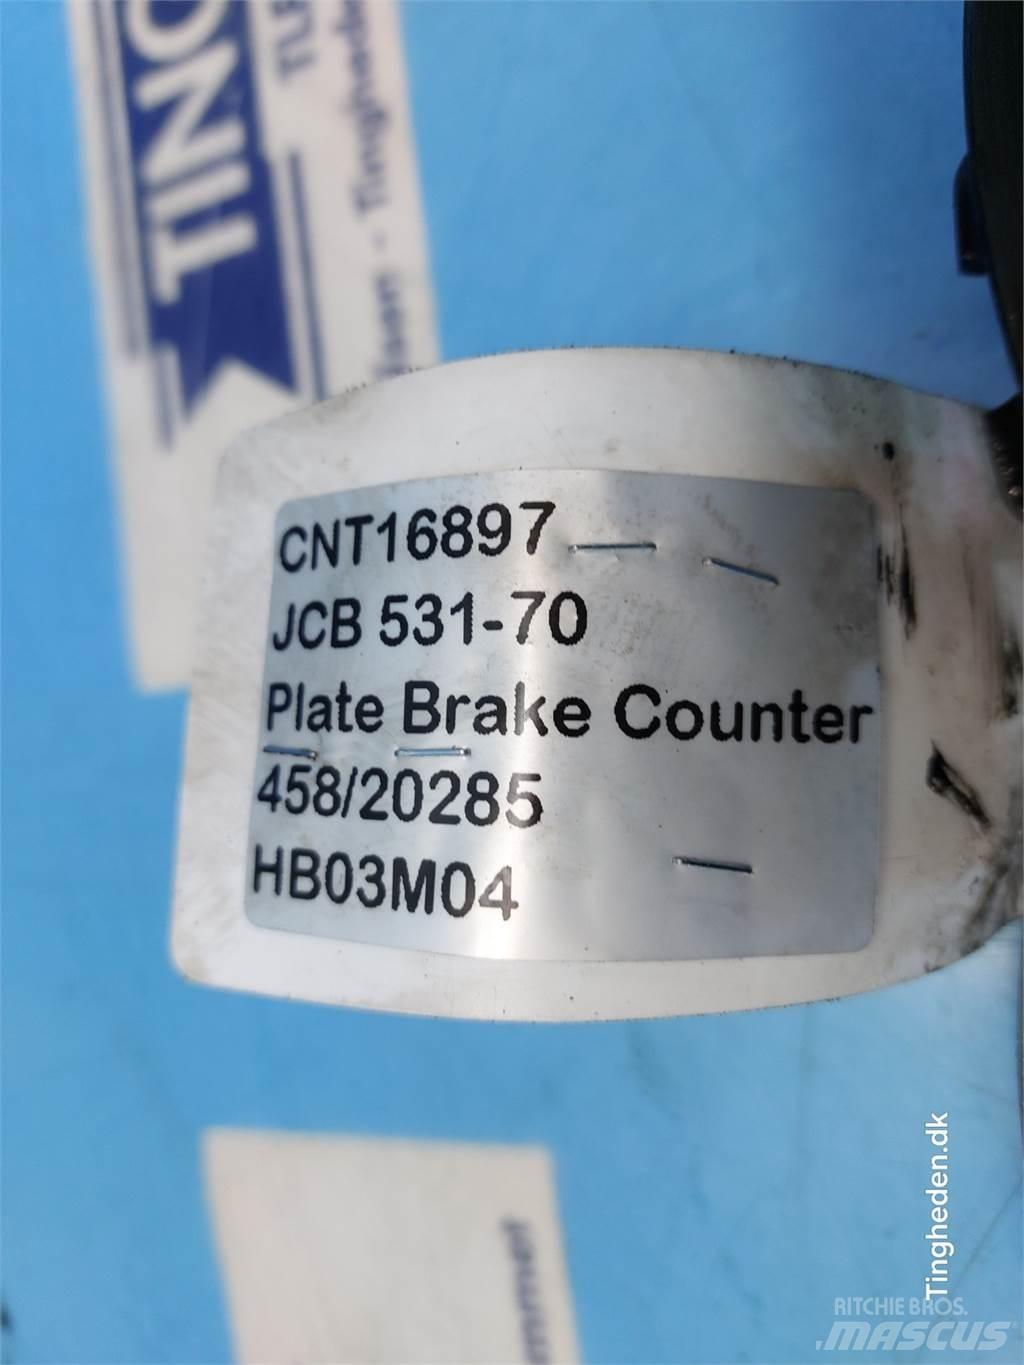 CNT16897
JCB 531-70
Plate Brake Counter
458/20285
HB03M04
Tingheden.dk
RITCHIE BROS.
MASCUS